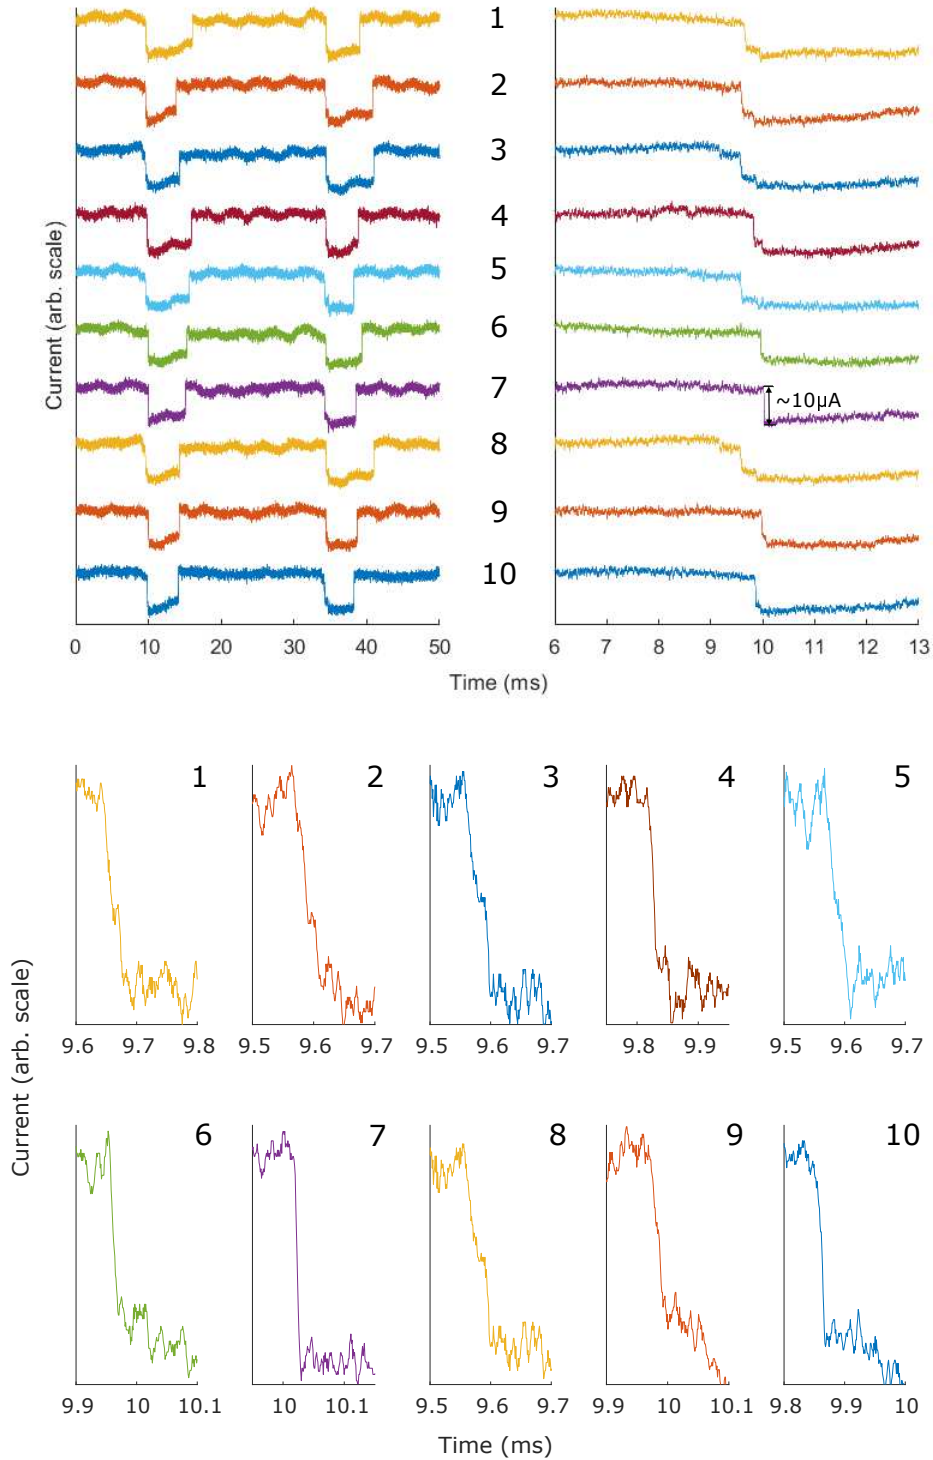 Current (arb. scale)
1
2
3
4
5
6
7
8
9
10
~10µA
0 10 20 30 40 50
6 7 8 9 10 11 12 13
Time (ms)
Current (arb. scale)
1 2 3 4 5
9.6 9.7 9.8 9.5 9.6 9.7 9.5 9.6 9.7 9.8 9.9 9.5 9.6 9.7
6 7 8 9 10
9.9 10 10.1 10 10.1 9.5 9.6 9.7 9.9 10 10.1 9.8 9.9 10
Time (ms)